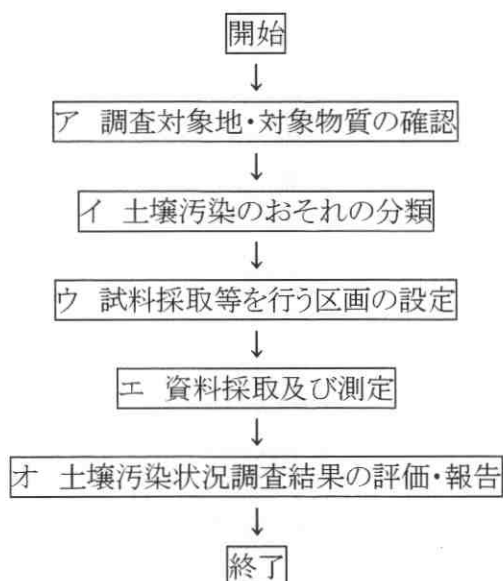 開始
↓
ア 調査対象地・対象物質の確認
↓
イ 土壌汚染のおそれの分類
↓
ウ 試料採取等を行う区画の設定
↓
エ 資料採取及び測定
↓
オ 土壌汚染状況調査結果の評価・報告
↓
終了